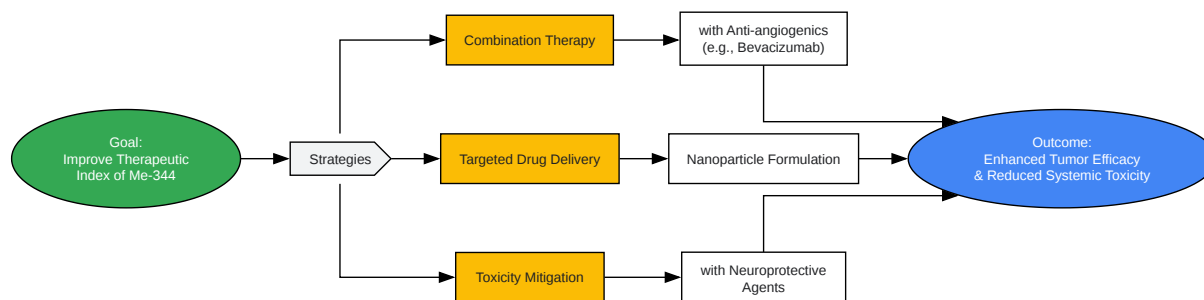 Goal:
Improve Therapeutic
Index of Me-344
Strategies
Combination Therapy
with Anti-angiogenics
(e.g., Bevacizumab)
Targeted Drug Delivery
Nanoparticle Formulation
Toxicity Mitigation
with Neuroprotective
Agents
Outcome:
Enhanced Tumor Efficacy
& Reduced Systemic Toxicity